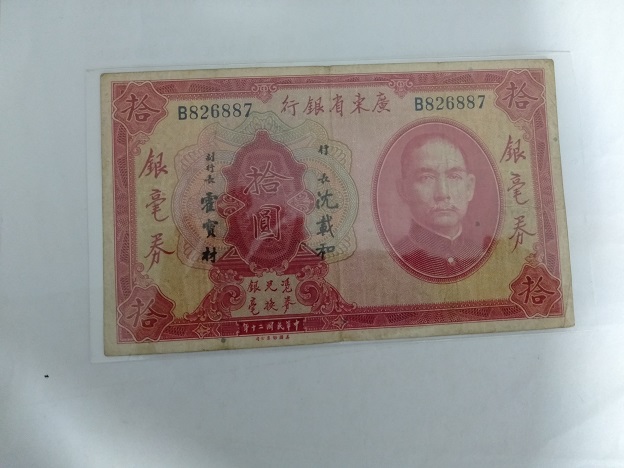 廣東省銀行
B826887
B826887
拾
拾
銀毫券
銀毫券
行長
沈載和
副行長
霍寶材
拾圓
憑券兌換銀毫
中華民國二十年
拾
拾